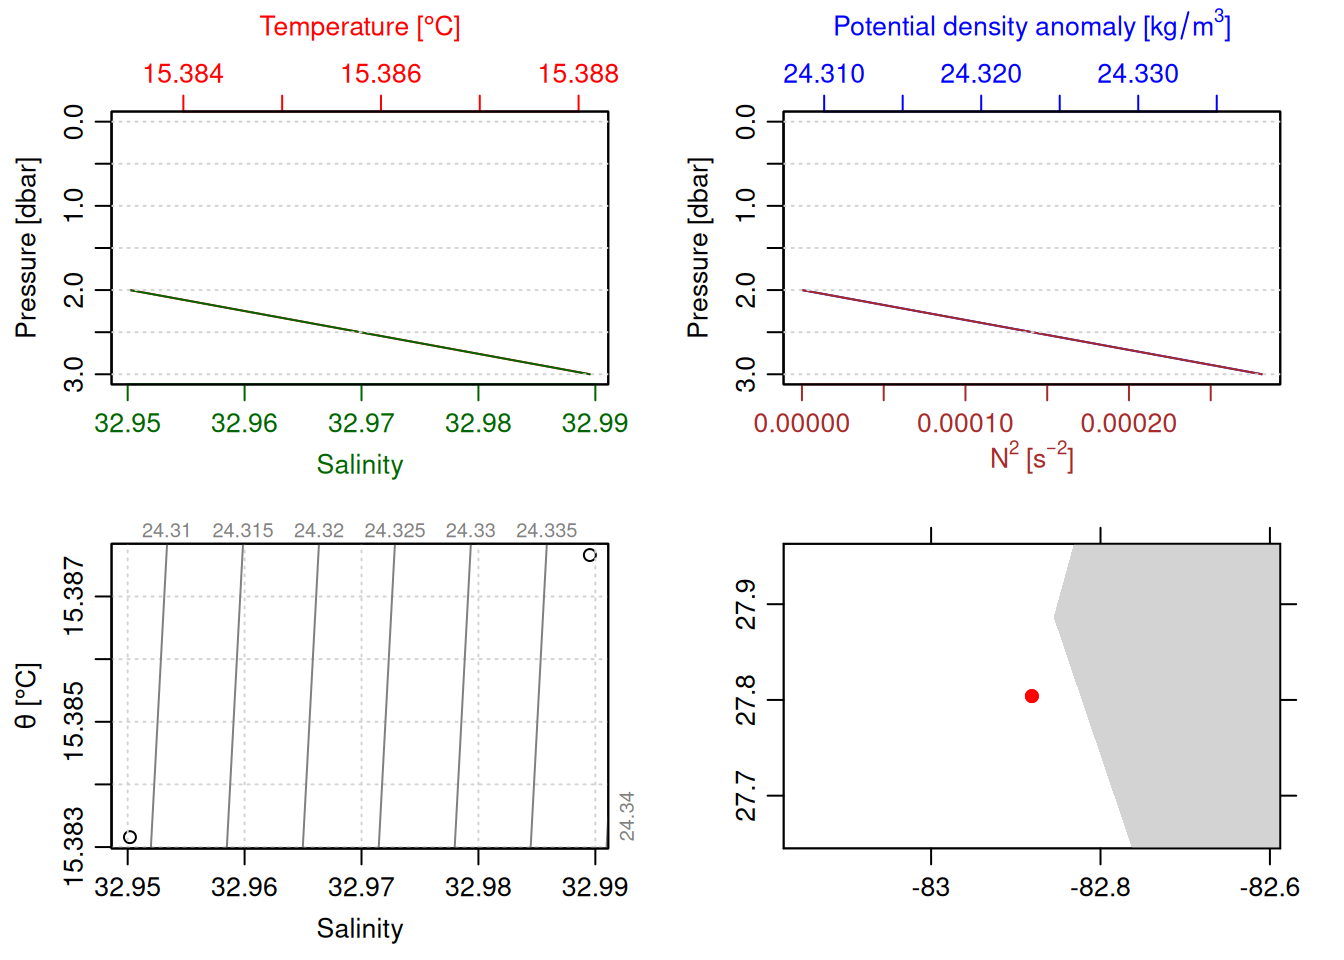 Temperature [°C]
15.384 15.386 15.388
Pressure [dbar]
0.0 1.0 2.0 3.0
32.95 32.96 32.97 32.98 32.99
Salinity
Potential density anomaly [kg/m³]
24.310 24.320 24.330
Pressure [dbar]
0.0 1.0 2.0 3.0
0.00000 0.00010 0.00020
N² [s⁻²]
24.31 24.315 24.32 24.325 24.33 24.335
24.34
θ [°C]
15.387 15.385 15.383
32.95 32.96 32.97 32.98 32.99
Salinity
27.9 27.8 27.7
-83 -82.8 -82.6